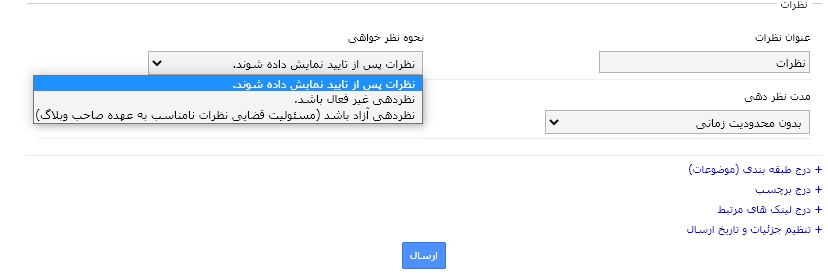 نظرات
عنوان نظرات
نظرات
نحوه نظر خواهی
نظرات پس از تایید نمایش داده شوند.
نظرات پس از تایید نمایش داده شوند.
نظردهی غیر فعال باشد.
نظردهی آزاد باشد (مسئولیت قضایی نظرات نامناسب به عهده صاحب وبلاگ)
مدت نظر دهی
بدون محدودیت زمانی
+ درج طبقه بندی (موضوعات)
+ درج برچسب
+ درج لینک های مرتبط
+ تنظیم جزئیات و تاریخ ارسال
ارسال